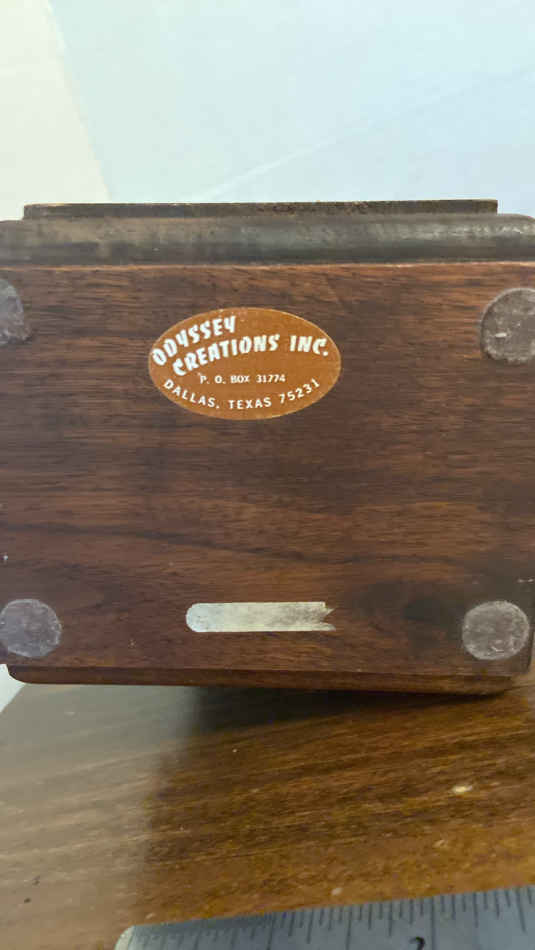 ODYSSEY
CREATIONS INC.
P. O. BOX 31774
DALLAS, TEXAS 75231